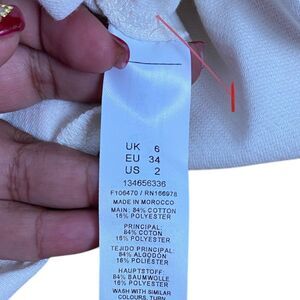 UK 6
EU 34
US 2
134656336
F106470 / RN166978
MADE IN MOROCCO
MAIN: 84% COTTON
16% POLYESTER
PRINCIPAL:
84% COTON
16% POLYESTER
TEJIDO PRINCIPAL:
84% ALGODÓN
16% POLIÉSTER
HAUPTSTOFF:
84% BAUMWOLLE
16% POLYESTER
WASH WITH SIMILAR
COLOURS, TURN